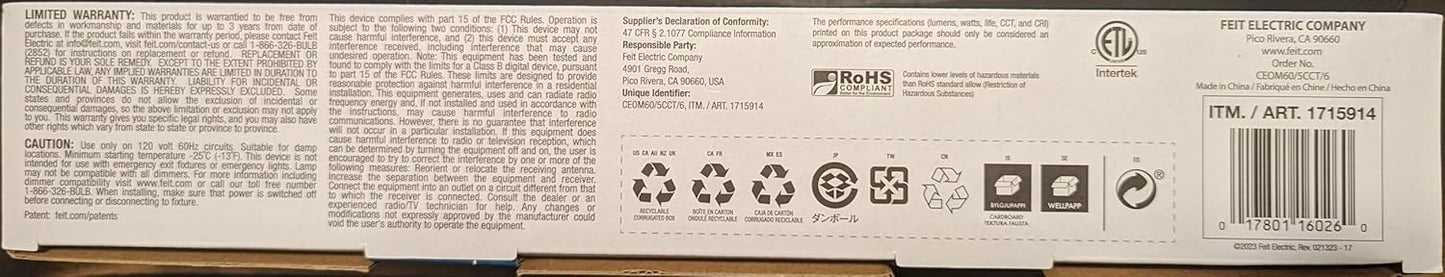 LIMITED WARRANTY: This product is warrantied to be free from
defects in workmanship and materials for up to 3 years from date of
purchase. If the product fails within the warranty period, please contact Feit
Electric at info@feit.com, visit feit.com/contact-us or call 1-866-326-BULB
(2852) for instructions on replacement or refund. REPLACEMENT OR
REFUND IS YOUR SOLE REMEDY. EXCEPT TO THE EXTENT PROHIBITED BY
APPLICABLE LAW, ANY IMPLIED WARRANTIES ARE LIMITED IN DURATION TO
THE DURATION OF THIS WARRANTY. LIABILITY FOR INCIDENTAL OR
CONSEQUENTIAL DAMAGES IS HEREBY EXPRESSLY EXCLUDED. Some
states and provinces do not allow the exclusion of incidental or
consequential damages, so the above limitation or exclusion may not apply
to you. This warranty gives you specific legal rights, and you may also have
other rights which vary from state to state or province to province.
CAUTION: Use only on 120 volt 60Hz circuits. Suitable for damp
locations. Minimum starting temperature -25°C (-13°F). This device is not
intended for use with emergency exit fixtures or emergency lights. Lamp
may not be compatible with all dimmers. For more information including
dimmer compatibility visit www.feit.com or call our toll free number
1-866-326-BULB. When installing, make sure that power is switched off
before connecting or disconnecting to fixture.
Patent: feit.com/patents
This device complies with part 15 of the FCC Rules. Operation is
subject to the following two conditions: (1) This device may not
cause harmful interference, and (2) this device must accept any
interference received, including interference that may cause
undesired operation. Note: This equipment has been tested and
found to comply with the limits for a Class B digital device, pursuant
to part 15 of the FCC Rules. These limits are designed to provide
reasonable protection against harmful interference in a residential
installation. This equipment generates, uses and can radiate radio
frequency energy and, if not installed and used in accordance with
the instructions, may cause harmful interference to radio
communications. However, there is no guarantee that interference
will not occur in a particular installation. If this equipment does
cause harmful interference to radio or television reception, which
can be determined by turning the equipment off and on, the user is
encouraged to try to correct the interference by one or more of the
following measures: Reorient or relocate the receiving antenna.
Increase the separation between the equipment and receiver.
Connect the equipment into an outlet on a circuit different from that
to which the receiver is connected. Consult the dealer or an
experienced radio/TV technician for help. Any changes or
modifications not expressly approved by the manufacturer could
void the user's authority to operate the equipment.
Supplier's Declaration of Conformity:
47 CFR § 2.1077 Compliance Information
Responsible Party:
Feit Electric Company
4901 Gregg Road,
Pico Rivera, CA 90660, USA
Unique Identifier:
CEOM60/5CCT/6, ITM. / ART. 1715914
The performance specifications (lumens, watts, life, CCT, and CRI)
printed on this product package should only be considered an
approximation of expected performance.
RoHS
COMPLIANT
Better for the Environment
Contains lower levels of hazardous materials
than RoHS standard allow (Restriction of
Hazardous Substances)
US CA AU NZ UK
RECYCLABLE
CORRUGATED BOX
CA FR
BOÎTE EN CARTON
ONDULÉ RECYCLABLE
MX ES
CAJA DE CARTÓN
CORRUGADO RECICLABLE
JP
ダンボール
TW
CN
IS
BYLGJUPAPPI
CARDBOARD
TEKTURA FALISTA
SE
WELLPAPP
ES
®
c
ETL
us
Intertek
FEIT ELECTRIC COMPANY
Pico Rivera, CA 90660
www.feit.com
Order No.
CEOM60/5CCT/6
Made in China / Fabriqué en Chine / Hecho en China
ITM. / ART. 1715914
0 17801 16026 0
©2023 Feit Electric, Rev. 021323 - 17